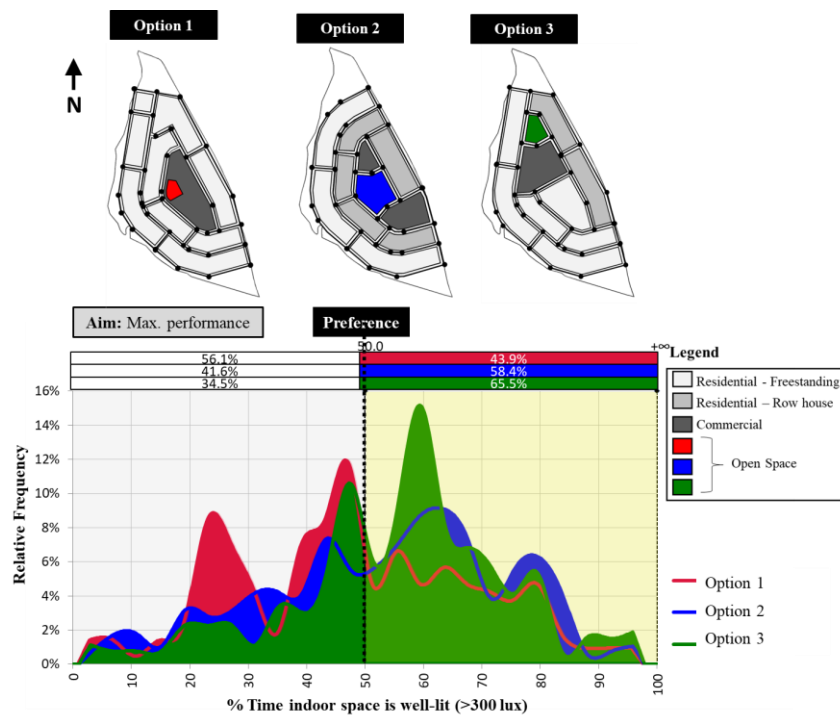 Option 1
Option 2
Option 3
N
Aim: Max. performance
Preference
50.0
+∞
56.1%
43.9%
41.6%
58.4%
34.5%
65.5%
Legend
Residential - Freestanding
Residential – Row house
Commercial
Open Space
16%
14%
12%
10%
8%
6%
4%
2%
0%
Relative Frequency
0
10
20
30
40
50
60
70
80
90
100
% Time indoor space is well-lit (>300 lux)
Option 1
Option 2
Option 3